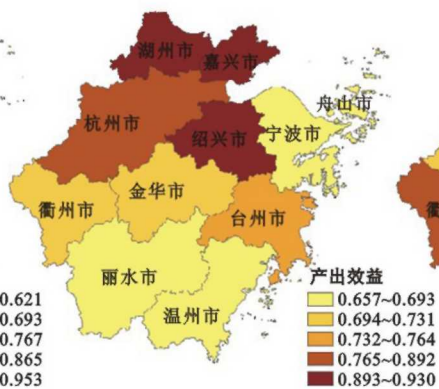 湖州市
嘉兴市
杭州市
绍兴市
宁波市
舟山市
衢州市
金华市
台州市
丽水市
温州市
产出效益
0.657~0.693
0.694~0.731
0.732~0.764
0.765~0.892
0.893~0.930
0.621
0.693
0.767
0.865
0.953